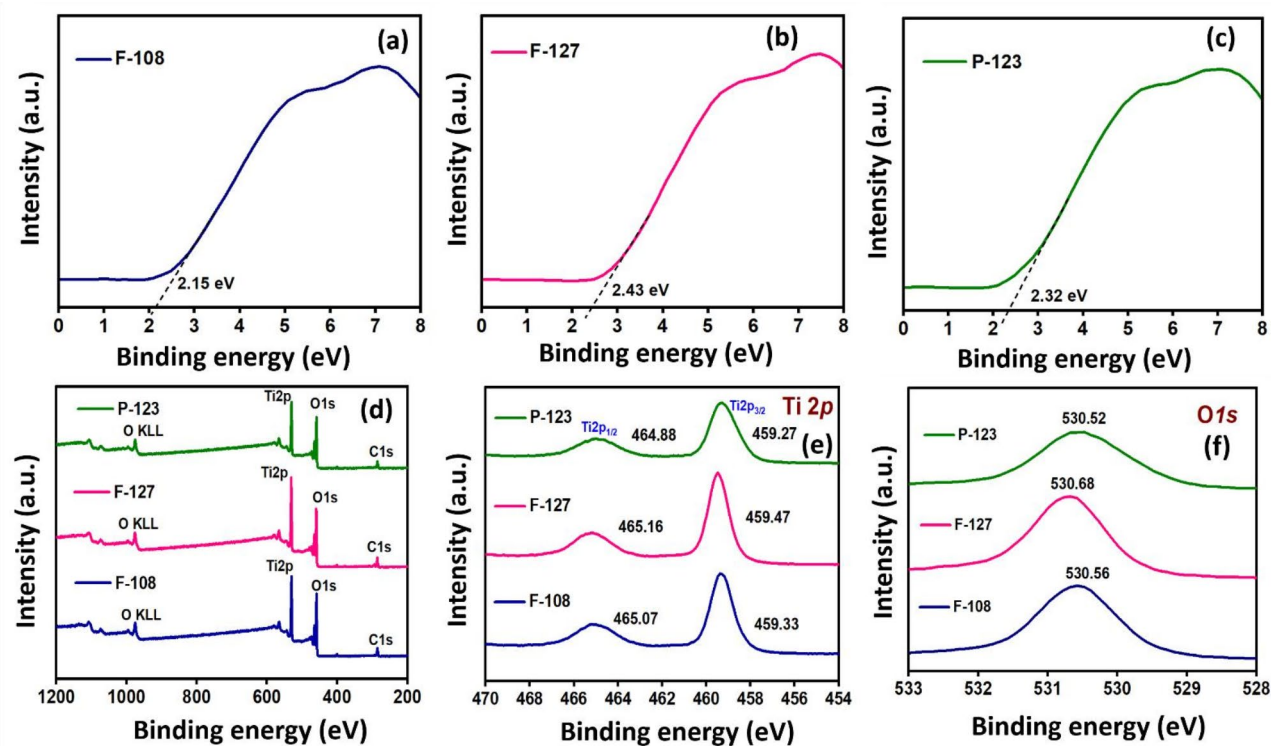 F-108
(a)
2.15 eV
Intensity (a.u.)
0 1 2 3 4 5 6 7 8
Binding energy (eV)
F-127
(b)
2.43 eV
Intensity (a.u.)
0 1 2 3 4 5 6 7 8
Binding energy (eV)
P-123
(c)
2.32 eV
Intensity (a.u.)
0 1 2 3 4 5 6 7 8
Binding energy (eV)
(d)
P-123
O KLL
Ti2p
O1s
C1s
F-127
O KLL
Ti2p
O1s
C1s
F-108
O KLL
Ti2p
O1s
C1s
Intensity (a.u.)
1200 1000 800 600 400 200
Binding energy (eV)
Ti 2p
(e)
P-123
Ti2p1/2
464.88
Ti2p3/2
459.27
F-127
465.16
459.47
F-108
465.07
459.33
Intensity (a.u.)
470 468 466 464 462 460 458 456 454
Binding energy (eV)
O1s
(f)
P-123
530.52
F-127
530.68
F-108
530.56
Intensity (a.u.)
533 532 531 530 529 528
Binding energy (eV)